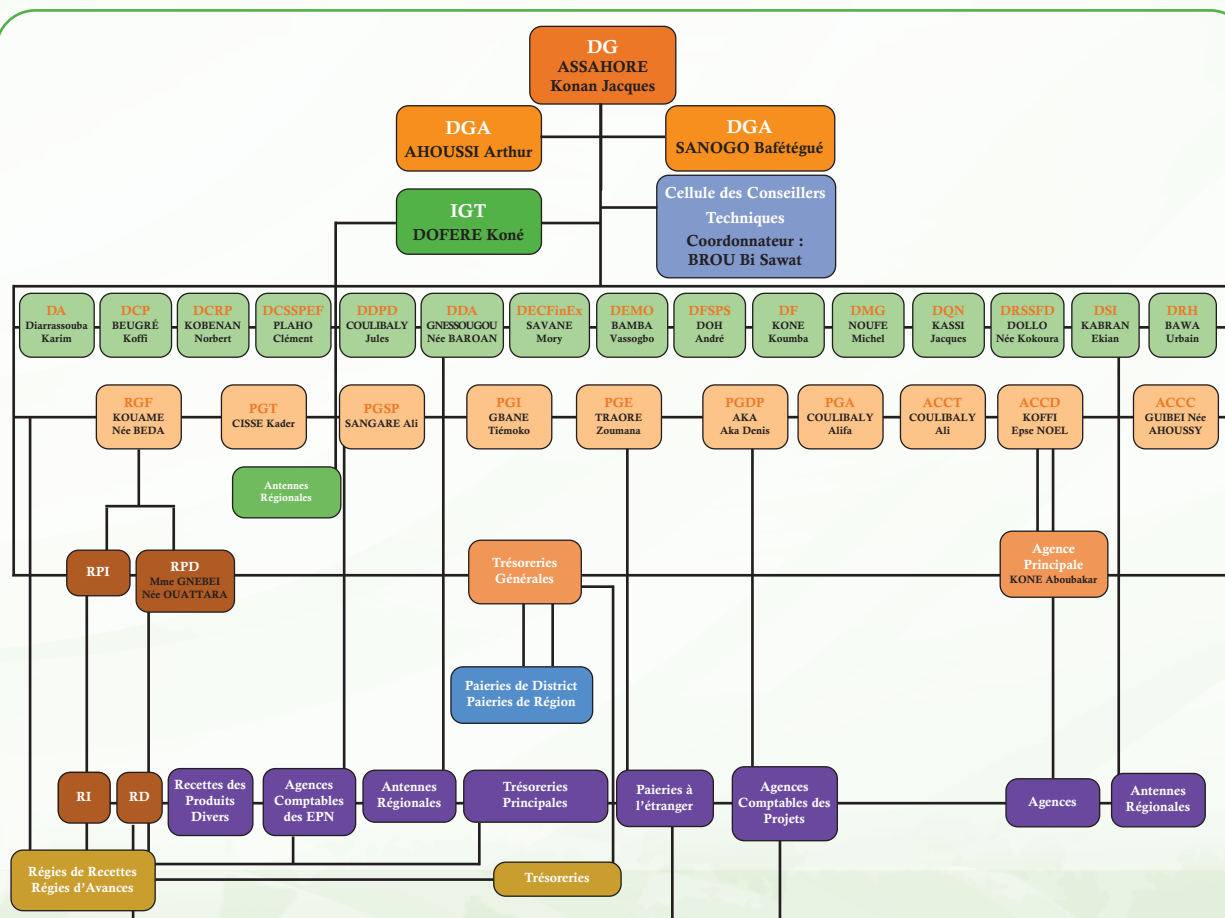 DG
ASSAHORE
Konan Jacques
DGA
AHOUSSI Arthur
DGA
SANOGO Bafétégué
IGT
DOFERE Koné
Cellule des Conseillers
Techniques
Coordonnateur :
BROU Bi Sawat
DA
Diarrassouba
Karim
DCP
BEUGRÉ
Koffi
DCRP
KOBENAN
Norbert
DCSSPEF
PLAHO
Clément
DDPD
COULIBALY
Jules
DDA
GNESSOUGOU
Née BAROAN
DECFinEx
SAVANE
Mory
DEMO
BAMBA
Vassogbo
DFSPS
DOH
André
DF
KONE
Koumba
DMG
NOUFE
Michel
DQN
KASSI
Jacques
DRSSFD
DOLLO
Née Kokoura
DSI
KABRAN
Ekian
DRH
BAWA
Urbain
RGF
KOUAME
Née BEDA
PGT
CISSE Kader
PGSP
SANGARE Ali
PGI
GBANE
Tiémoko
PGE
TRAORE
Zoumana
PGDP
AKA
Aka Denis
PGA
COULIBALY
Alifa
ACCT
COULIBALY
Ali
ACCD
KOFFI
Epse NOEL
ACCC
GUIBEI Née
AHOUSSY
Antennes
Régionales
RPI
RPD
Mme GNEBEI
Née OUATTARA
Trésoreries
Générales
Agence
Principale
KONE Aboubakar
Paieries de District
Paieries de Région
RI
RD
Recettes des
Produits
Divers
Agences
Comptables
des EPN
Antennes
Régionales
Trésoreries
Principales
Paieries à
l'étranger
Agences
Comptables des
Projets
Agences
Antennes
Régionales
Régies de Recettes
Régies d'Avances
Trésoreries